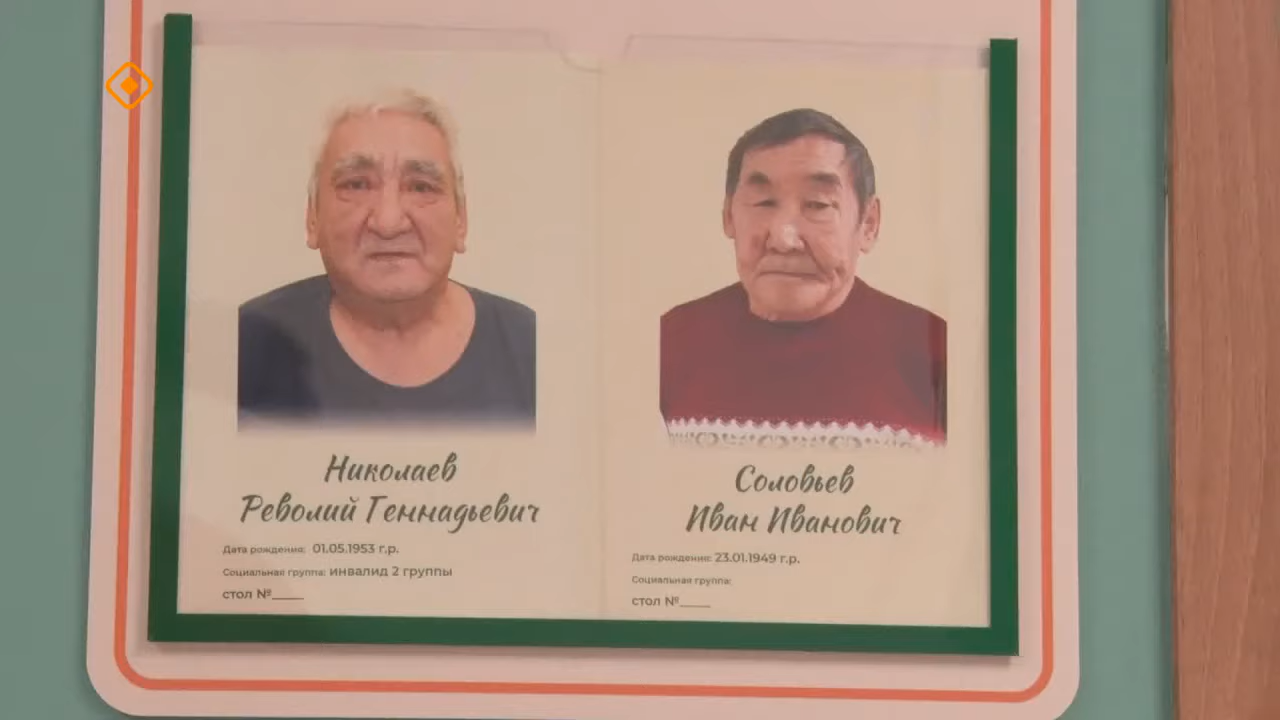 Николаев
Револий Геннадьевич
Дата рождения: 01.05.1953 г.р.
Социальная группа: инвалид 2 группы
стол №____
Соловьев
Иван Иванович
Дата рождения: 23.01.1949 г.р.
Социальная группа:
стол №____